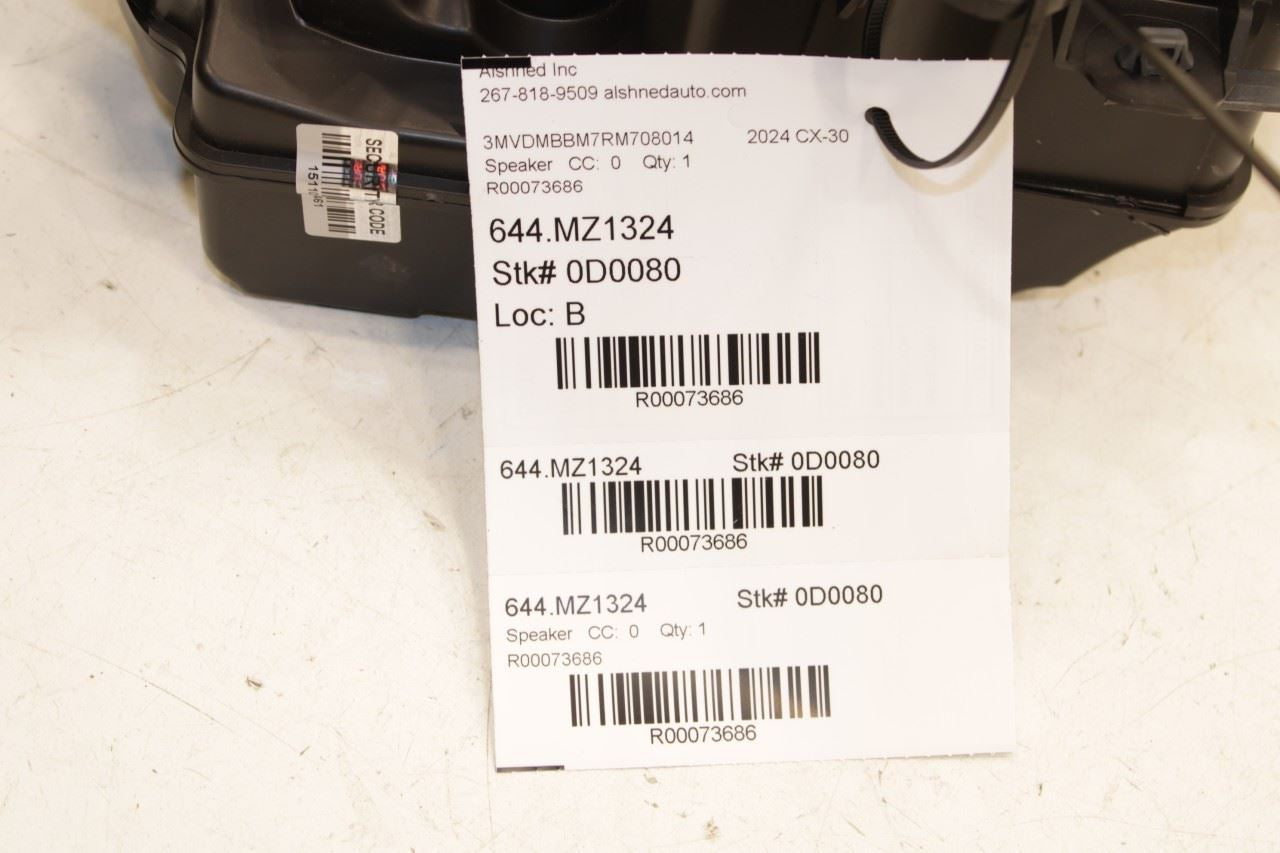 Alshned Inc
267-818-9509 alshnedauto.com
3MVDMBBM7RM708014 2024 CX-30
Speaker CC: 0 Qty: 1
R00073686
644.MZ1324
Stk# 0D0080
Loc: B
R00073686
644.MZ1324 Stk# 0D0080
R00073686
644.MZ1324 Stk# 0D0080
Speaker CC: 0 Qty: 1
R00073686
R00073686
CODE